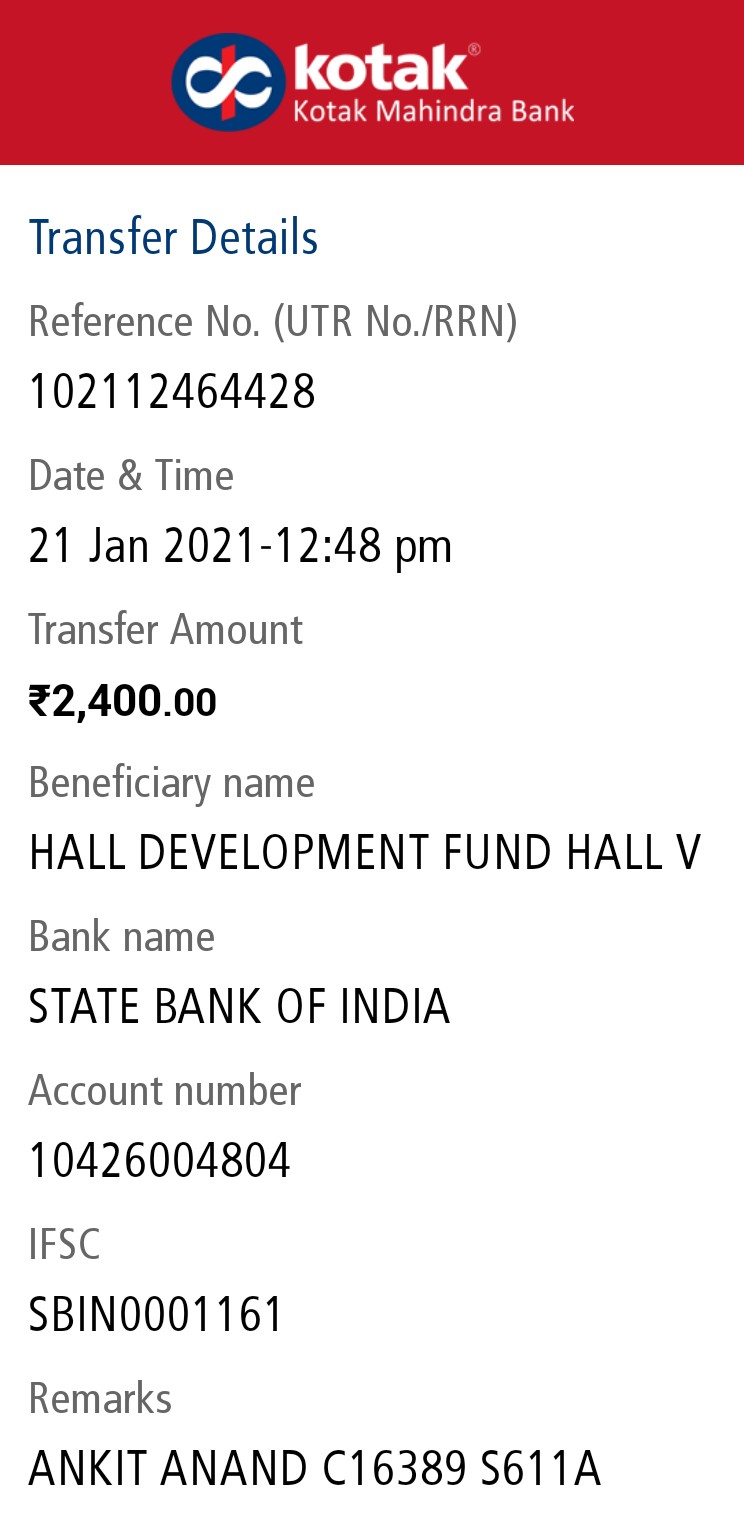 kotak®
Kotak Mahindra Bank
Transfer Details
Reference No. (UTR No./RRN)
102112464428
Date & Time
21 Jan 2021-12:48 pm
Transfer Amount
₹2,400.00
Beneficiary name
HALL DEVELOPMENT FUND HALL V
Bank name
STATE BANK OF INDIA
Account number
10426004804
IFSC
SBIN0001161
Remarks
ANKIT ANAND C16389 S611A